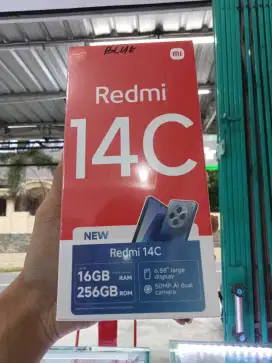 BLUE
mi
Redmi
14C
NEW
Redmi 14C
16GB RAM
256GB ROM
6.88" large
display
50MP AI dual
camera